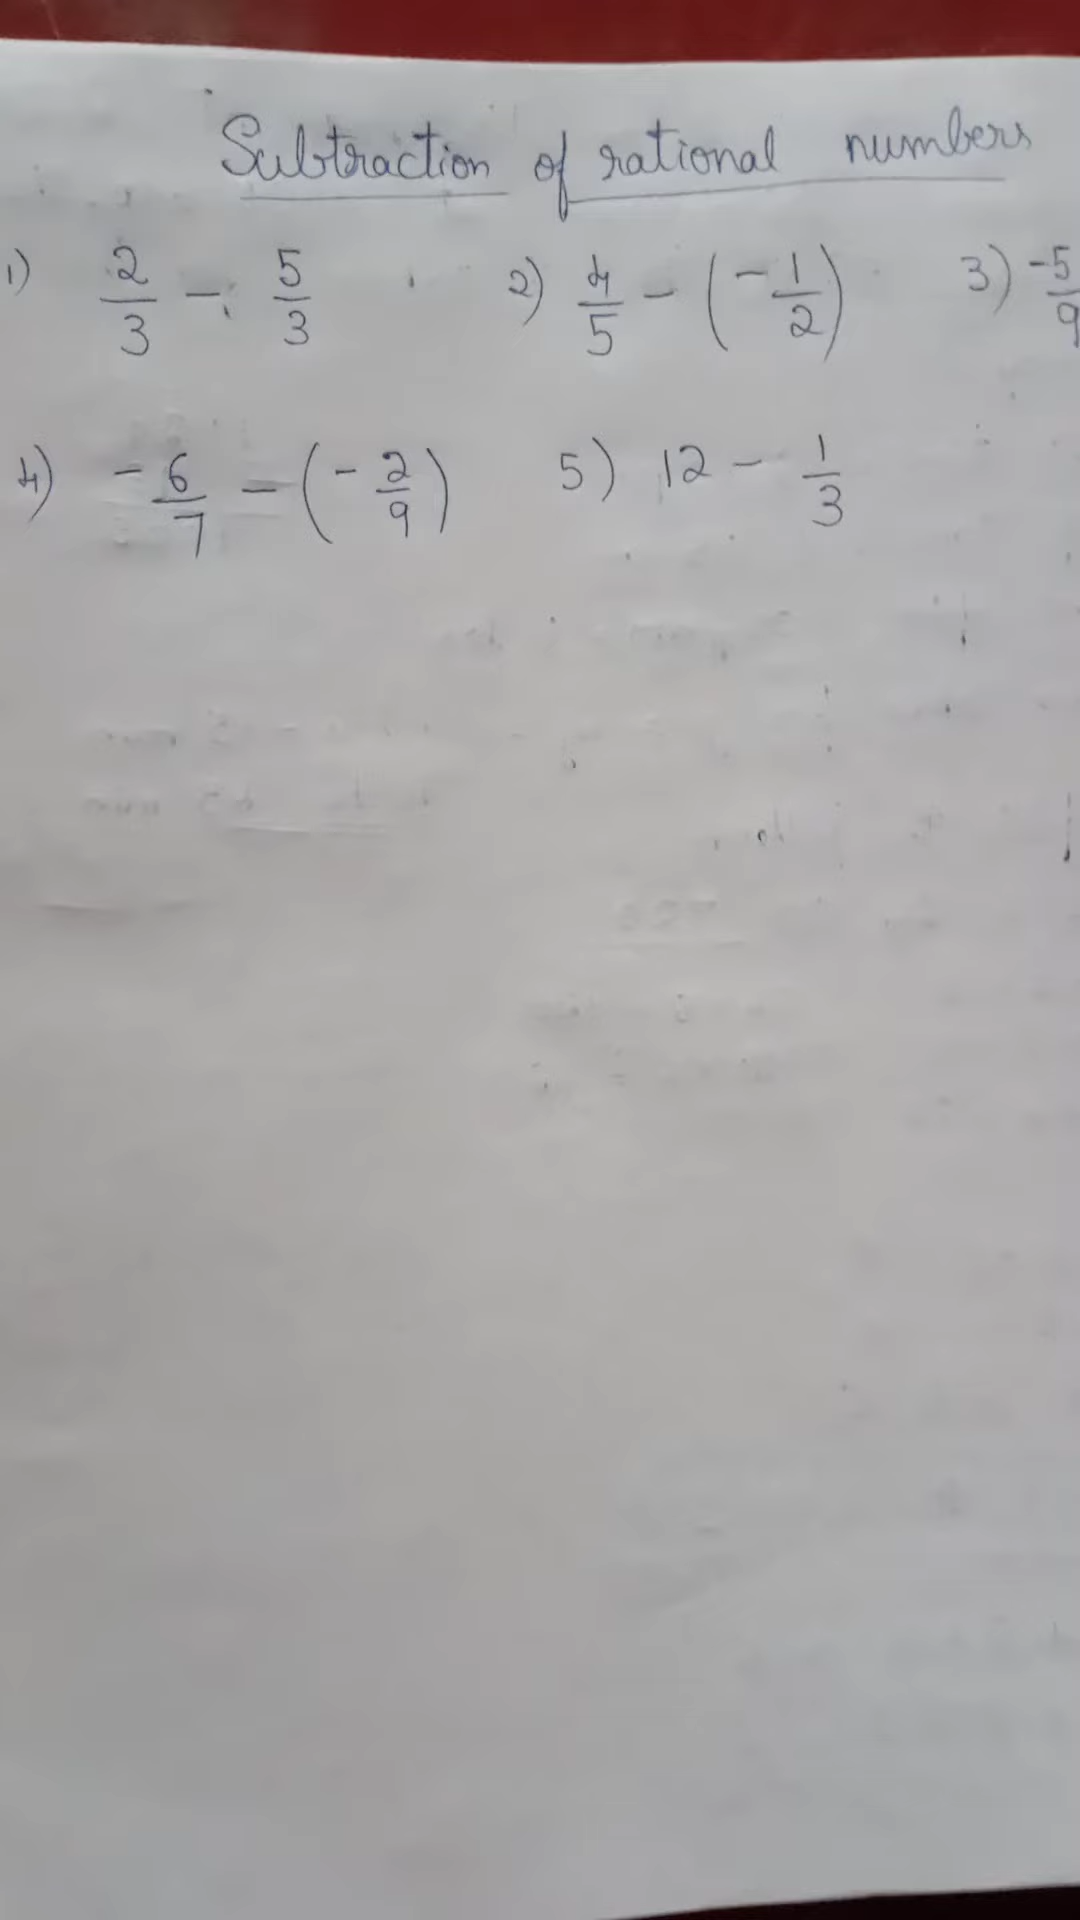 Subtraction of rational numbers
1) 2/3 - 5/3 2) 4/5 - (-1/2) 3) -5/9
4) -6/7 - (-2/9) 5) 12 - 1/3